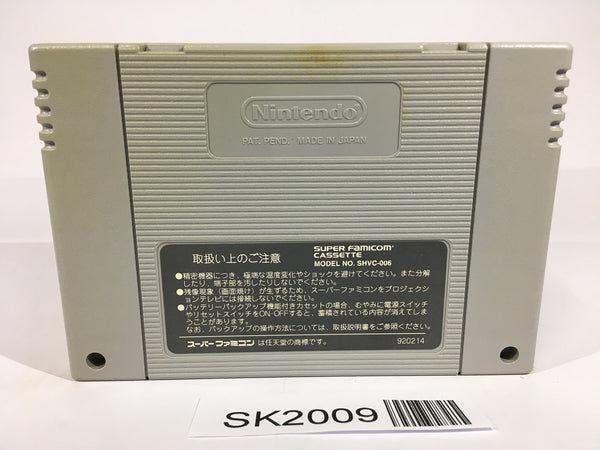 Nintendo
PAT. PEND. MADE IN JAPAN
取扱い上のご注意
SUPER FAMICOM
CASSETTE
MODEL NO. SHVC-006
●精密機器につき、極端な温度変化やショックを避けてください。また分解
したり、端子部を汚したりしないでください。
●残像現象(画面焼け)が生ずるため、スーパーファミコンをプロジェクシ
ョンテレビには接続しないでください。
●バッテリーバックアップ機能付きカセットの場合、むやみに電源スイッチ
やリセットスイッチをON・OFFすると、蓄積されている内容が消えてしま
うことがあります。
なお、バックアップの操作方法については、取扱説明書をご参照ください。
スーパーファミコン は任天堂の商標です。
920214
SK2009